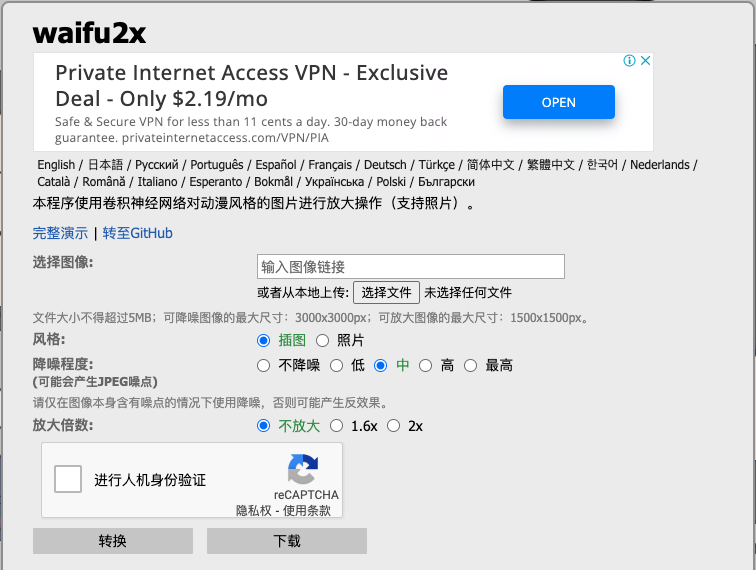 waifu2x
Private Internet Access VPN - Exclusive
Deal - Only $2.19/mo
Safe & Secure VPN for less than 11 cents a day. 30-day money back
guarantee. privateinternetaccess.com/VPN/PIA
OPEN
English / 日本語 / Русский / Português / Español / Français / Deutsch / Türkçe / 简体中文 / 繁體中文 / 한국어 / Nederlands /
Català / Română / Italiano / Esperanto / Bokmål / Українська / Polski / Български
本程序使用卷积神经网络对动漫风格的图片进行放大操作（支持照片）。
完整演示 | 转至GitHub
选择图像: 输入图像链接
或者从本地上传: 选择文件 未选择任何文件
文件大小不得超过5MB；可降噪图像的最大尺寸：3000x3000px；可放大图像的最大尺寸：1500x1500px。
风格: 插图 照片
降噪程度: 不降噪 低 中 高 最高
(可能会产生JPEG噪点)
请仅在图像本身含有噪点的情况下使用降噪，否则可能产生反效果。
放大倍数: 不放大 1.6x 2x
进行人机身份验证
reCAPTCHA
隐私权 - 使用条款
转换 下载